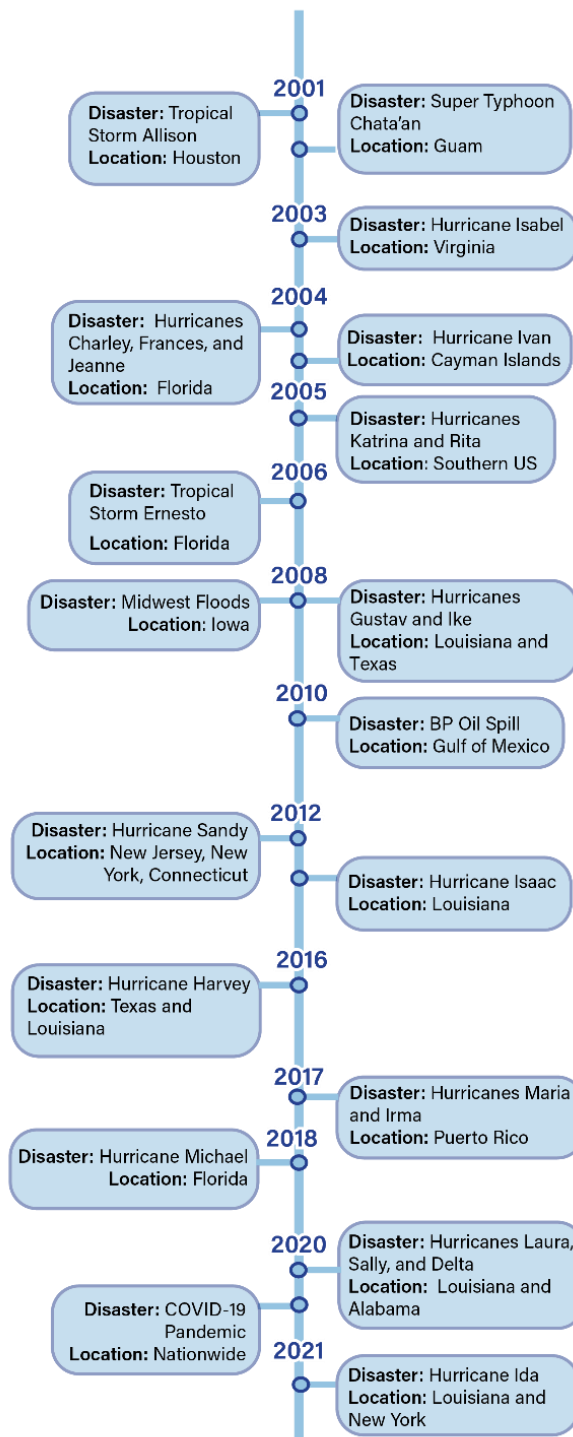 2001
Disaster: Tropical
Storm Allison
Location: Houston
Disaster: Super Typhoon
Chata'an
Location: Guam
2003
Disaster: Hurricane Isabel
Location: Virginia
2004
Disaster: Hurricanes
Charley, Frances, and
Jeanne
Location: Florida
Disaster: Hurricane Ivan
Location: Cayman Islands
2005
Disaster: Hurricanes
Katrina and Rita
Location: Southern US
2006
Disaster: Tropical
Storm Ernesto
Location: Florida
2008
Disaster: Midwest Floods
Location: Iowa
Disaster: Hurricanes
Gustav and Ike
Location: Louisiana and
Texas
2010
Disaster: BP Oil Spill
Location: Gulf of Mexico
2012
Disaster: Hurricane Sandy
Location: New Jersey, New
York, Connecticut
Disaster: Hurricane Isaac
Location: Louisiana
2016
Disaster: Hurricane Harvey
Location: Texas and
Louisiana
2017
Disaster: Hurricanes Maria
and Irma
Location: Puerto Rico
2018
Disaster: Hurricane Michael
Location: Florida
2020
Disaster: Hurricanes Laura,
Sally, and Delta
Location: Louisiana and
Alabama
Disaster: COVID-19
Pandemic
Location: Nationwide
2021
Disaster: Hurricane Ida
Location: Louisiana and
New York